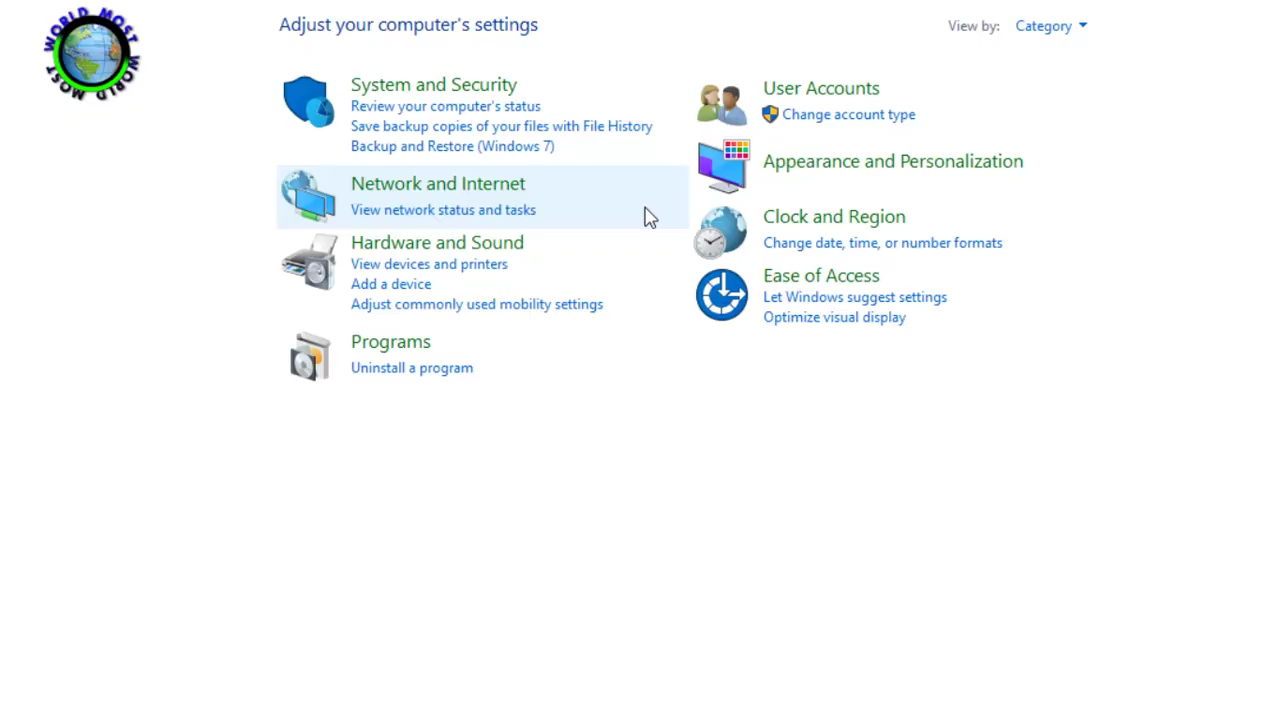 WORLD MOST
WORLD MOST
Adjust your computer's settings
View by: Category
System and Security
Review your computer's status
Save backup copies of your files with File History
Backup and Restore (Windows 7)
Network and Internet
View network status and tasks
Hardware and Sound
View devices and printers
Add a device
Adjust commonly used mobility settings
Programs
Uninstall a program
User Accounts
Change account type
Appearance and Personalization
Clock and Region
Change date, time, or number formats
Ease of Access
Let Windows suggest settings
Optimize visual display